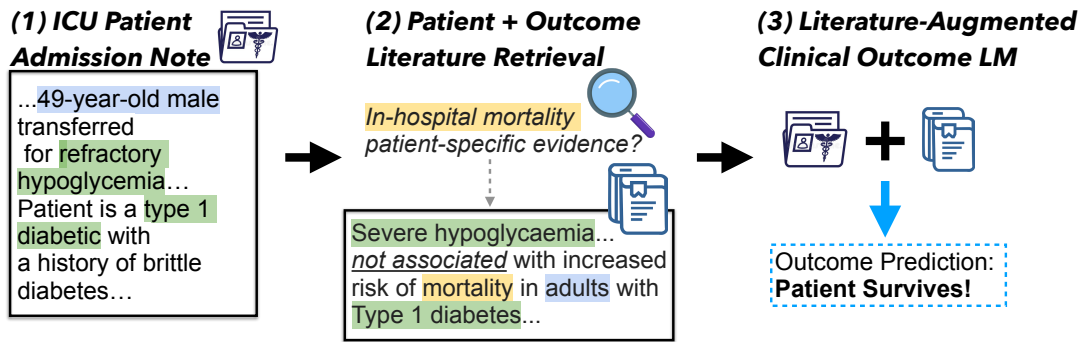 (1) ICU Patient
Admission Note
...49-year-old male
transferred
for refractory
hypoglycemia...
Patient is a type 1
diabetic with
a history of brittle
diabetes...
(2) Patient + Outcome
Literature Retrieval
In-hospital mortality
patient-specific evidence?
Severe hypoglycaemia...
not associated with increased
risk of mortality in adults with
Type 1 diabetes...
(3) Literature-Augmented
Clinical Outcome LM
+
Outcome Prediction:
Patient Survives!